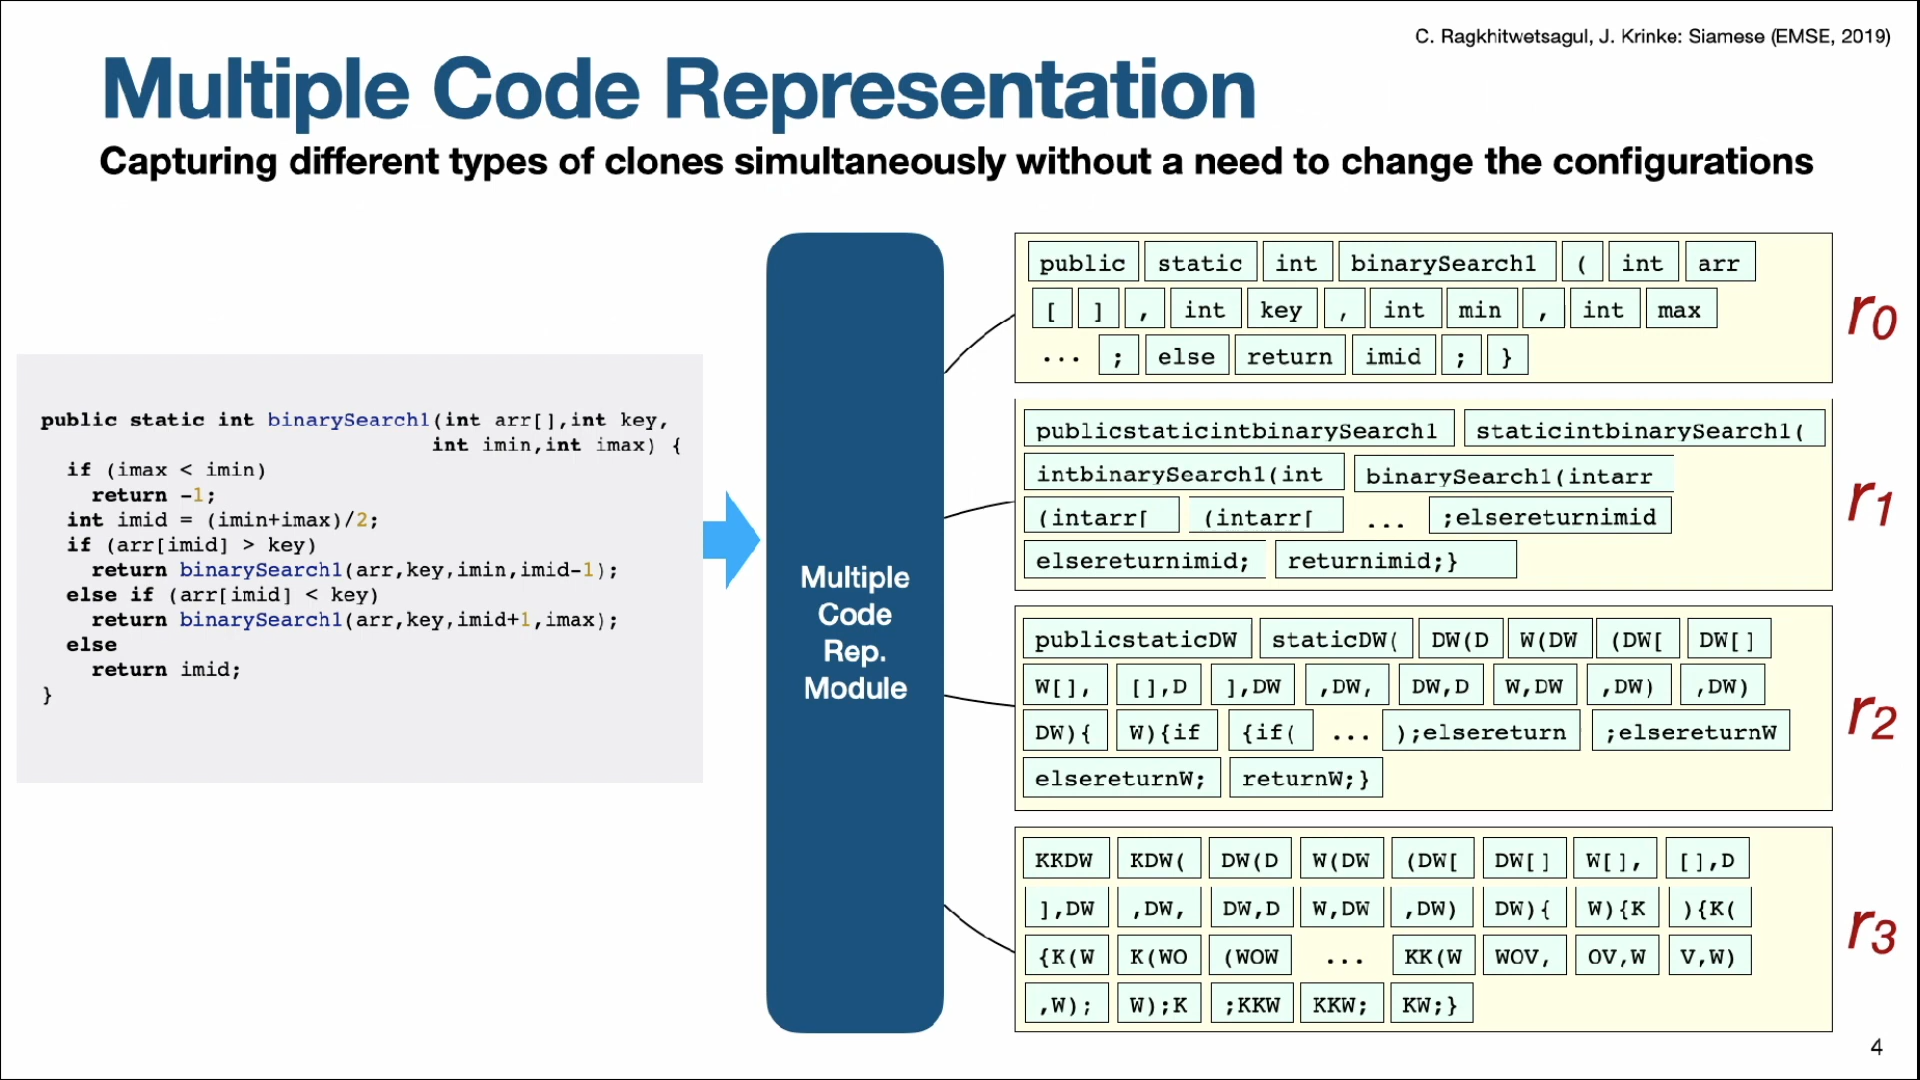 C. Ragkhitwetsagul, J. Krinke: Siamese (EMSE, 2019)
Multiple Code Representation
Capturing different types of clones simultaneously without a need to change the configurations
public static int binarySearch1(int arr[],int key,
int imin,int imax) {
if (imax < imin)
return -1;
int imid = (imin+imax)/2;
if (arr[imid] > key)
return binarySearch1(arr,key,imin,imid-1);
else if (arr[imid] < key)
return binarySearch1(arr,key,imid+1,imax);
else
return imid;
}
Multiple
Code
Rep.
Module
public static int binarySearch1 ( int arr
[ ] , int key , int min , int max
... ; else return imid ; }
r0
publicstaticintbinarySearch1 staticintbinarySearch1(
intbinarySearch1(int binarySearch1(intarr
(intarr[ (intarr[ ... ;elsereturnimid
elsereturnimid; returnimid;}
r1
publicstaticDW staticDW( DW(D W(DW (DW[ DW[]
W[], [],D ],DW ,DW, DW,D W,DW ,DW) ,DW)
DW){ W){if {if( ... );elsereturn ;elsereturnW
elsereturnW; returnW;}
r2
KKDW KDW( DW(D W(DW (DW[ DW[] W[], [],D
],DW ,DW, DW,D W,DW ,DW) DW){ W){K ){K(
{K(W K(WO (WOW ... KK(W WOV, OV,W V,W)
,W); W);K ;KKW KKW; KW;}
r3
4